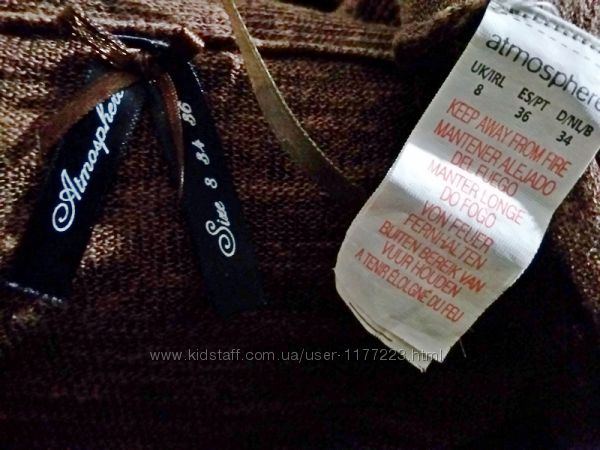 Atmosphere
Size 8 34 36
atmosphere
UK/IRL ES/PT D/NL/B
8 36 34
KEEP AWAY FROM FIRE
MANTENER ALEJADO
DEL FUEGO
MANTER LONGE
DO FOGO
VON FEUER
FERNHALTEN
BUITEN BEREIK VAN
VUUR HOUDEN
A TENIR ÉLOIGNÉ DU FEU
www.kidstaff.com.ua/user-1177223.html